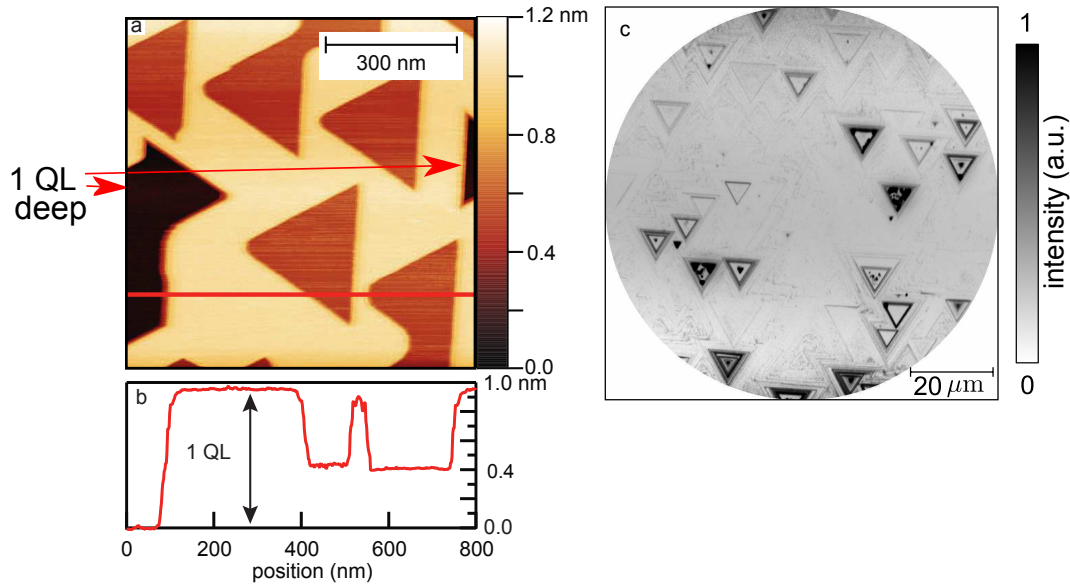 a
300 nm
1.2 nm
0.8
0.4
0.0
1 QL
deep
b
1 QL
1.0 nm
0.4
0.0
0
200
400
600
800
position (nm)
c
20 μm
1
intensity (a.u.)
0